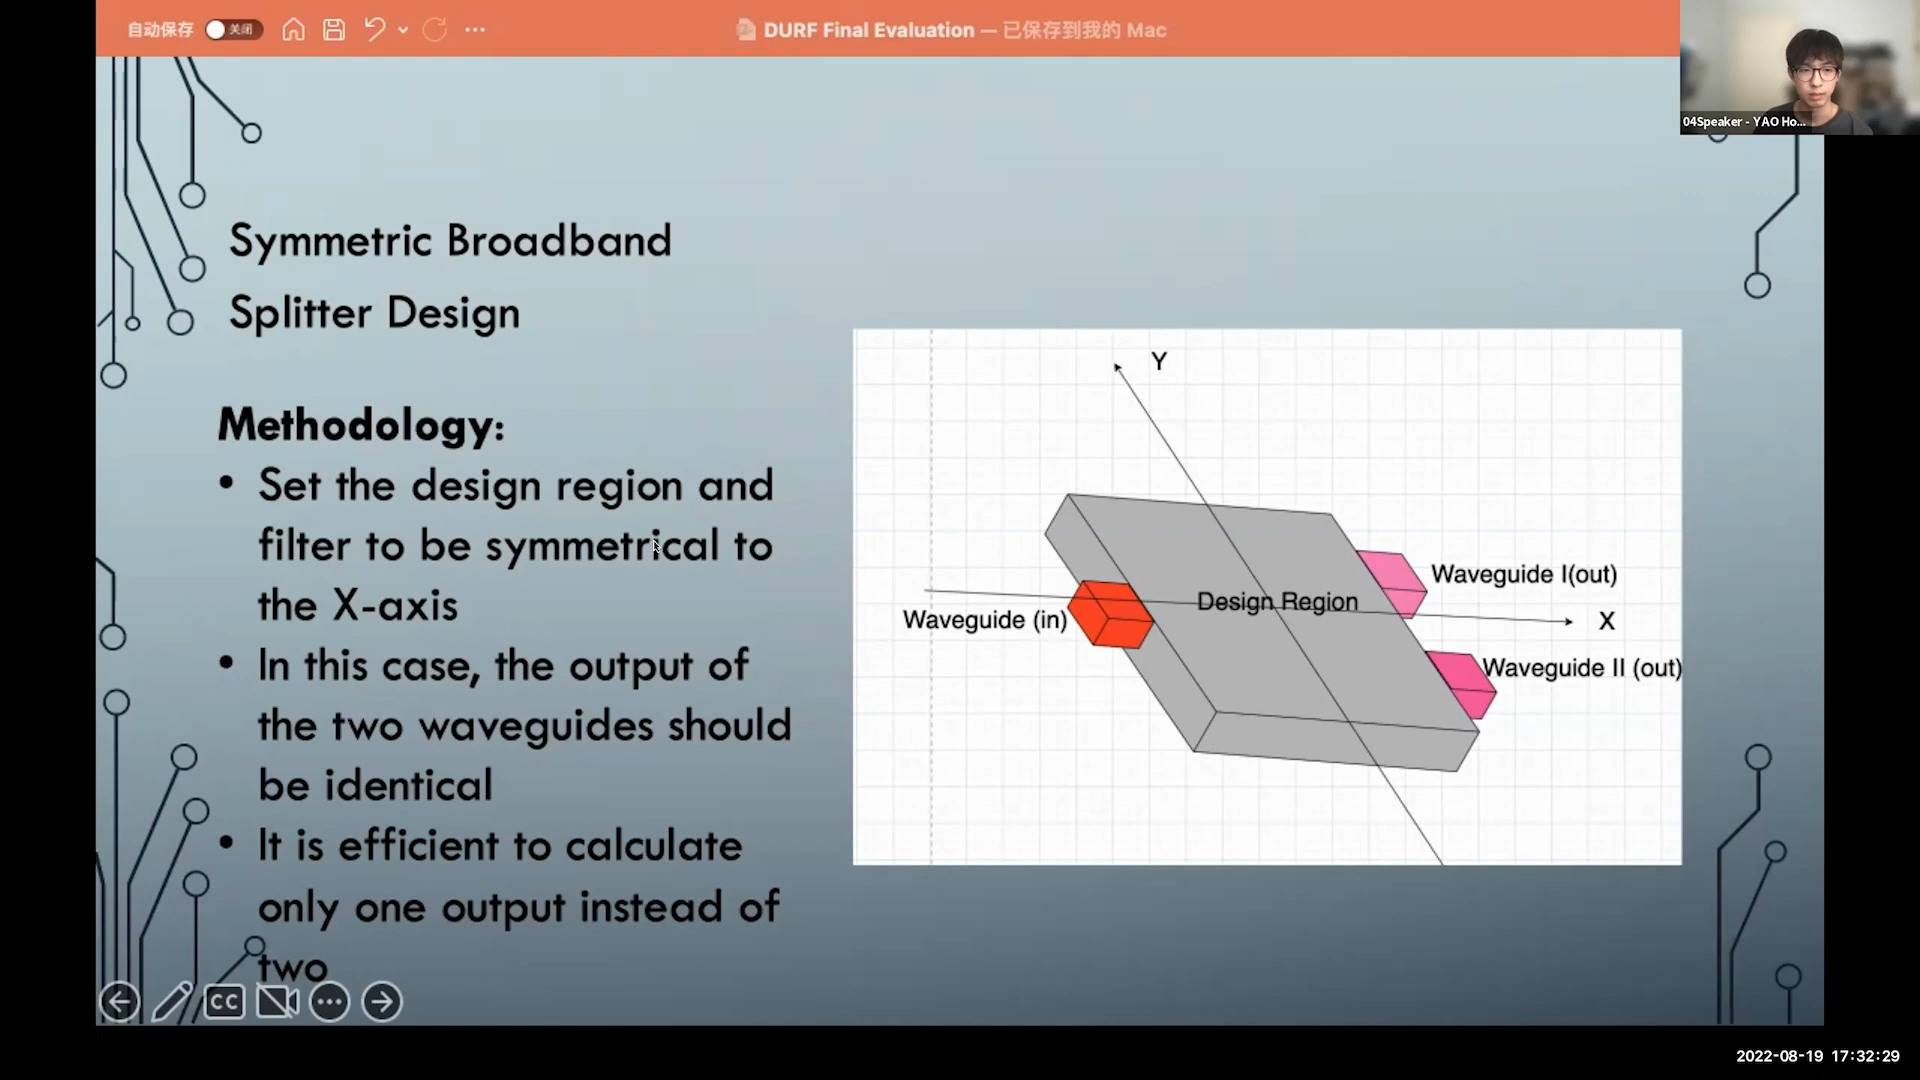 自动保存 关闭
DURF Final Evaluation — 已保存到我的 Mac
04Speaker - YAO Ho...
Symmetric Broadband
Splitter Design
Methodology:
• Set the design region and
filter to be symmetrical to
the X-axis
• In this case, the output of
the two waveguides should
be identical
• It is efficient to calculate
only one output instead of
two
Y
Waveguide I(out)
Design Region
Waveguide (in)
X
Waveguide II (out)
CC
2022-08-19 17:32:29